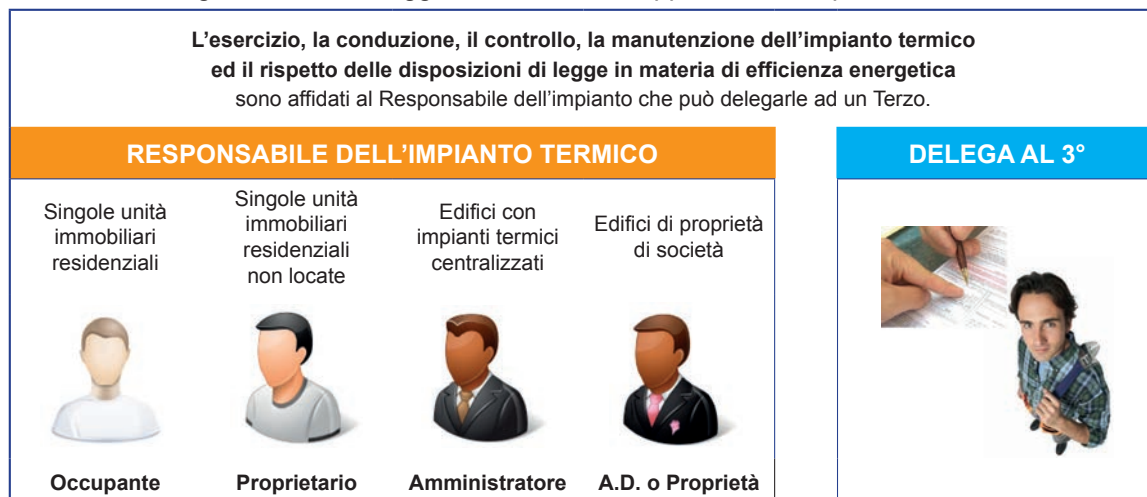 L'esercizio, la conduzione, il controllo, la manutenzione dell'impianto termico
ed il rispetto delle disposizioni di legge in materia di efficienza energetica
sono affidati al Responsabile dell'impianto che può delegarle ad un Terzo.
RESPONSABILE DELL'IMPIANTO TERMICO
DELEGA AL 3°
Singole unità
immobiliari
residenziali
Singole unità
immobiliari
residenziali
non locate
Edifici con
impianti termici
centralizzati
Edifici di proprietà
di società
Occupante
Proprietario
Amministratore
A.D. o Proprietà